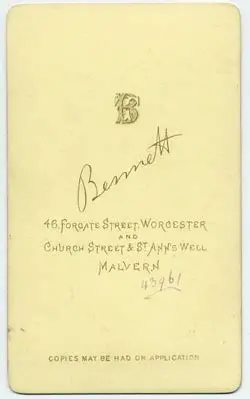 TB
Bennett
46, FORGATE STREET, WORCESTER
AND
CHURCH STREET & ST ANN'S WELL
MALVERN
43961
COPIES MAY BE HAD ON APPLICATION